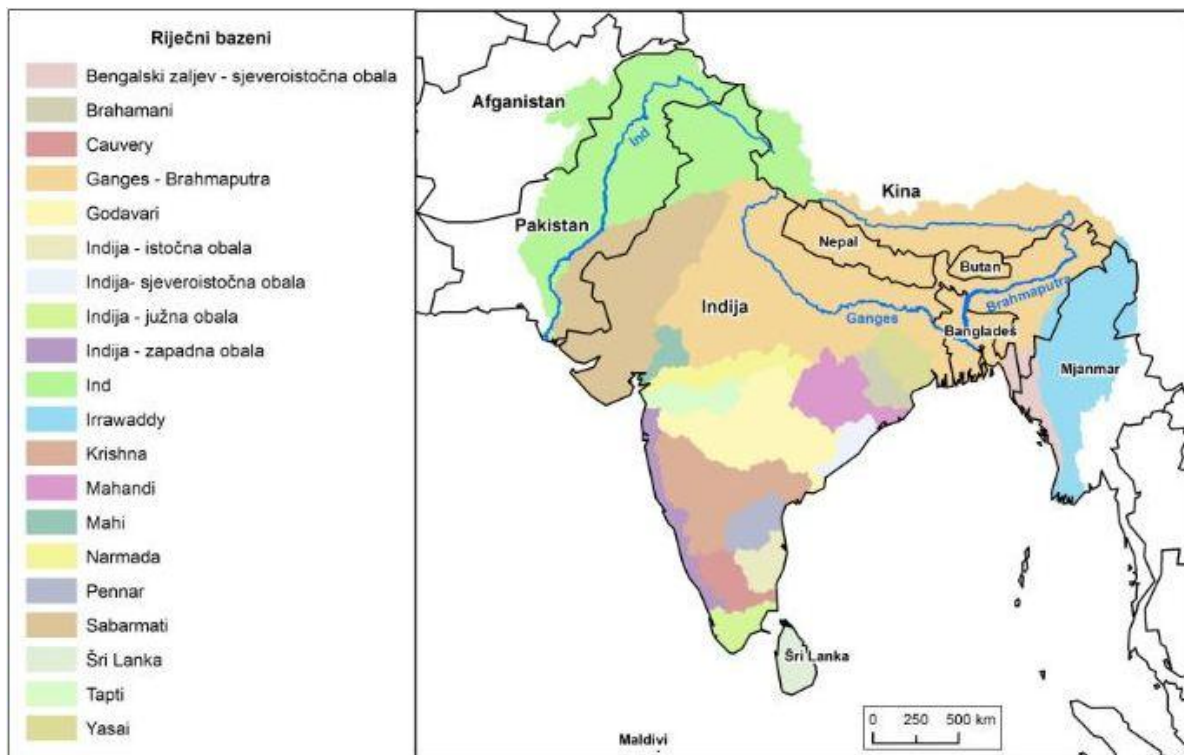 Riječni bazeni
Bengalski zaljev - sjeveroistočna obala
Brahamani
Cauvery
Ganges - Brahmaputra
Godavari
Indija - istočna obala
Indija- sjeveroistočna obala
Indija - južna obala
Indija - zapadna obala
Ind
Irrawaddy
Krishna
Mahandi
Mahi
Narmada
Pennar
Sabarmati
Šri Lanka
Tapti
Yasai
Afganistan
Ind
Kina
Pakistan
Nepal
Butan
Brahmaputra
Indija
Ganges
Bangladeš
Mjanmar
Šri Lanka
0 250 500 km
Maldivi